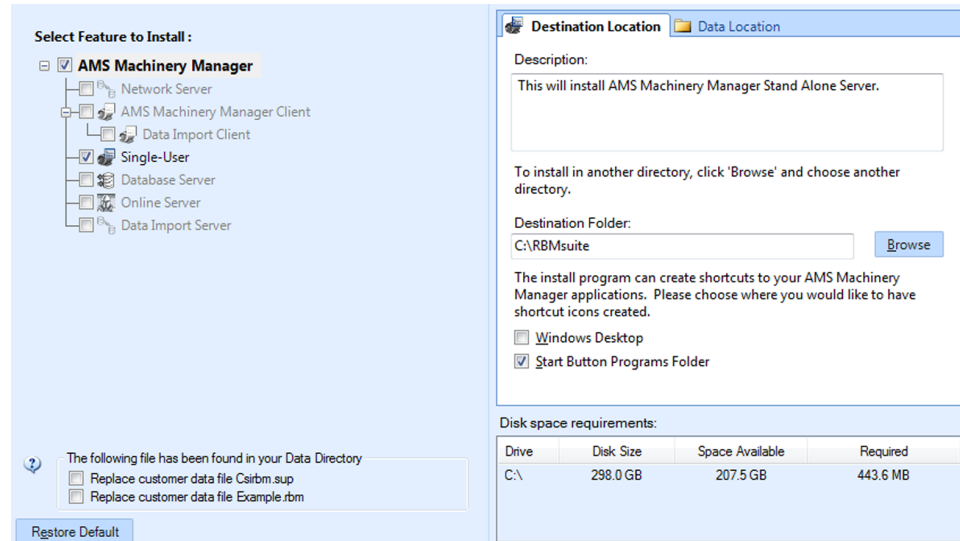 Select Feature to Install :
AMS Machinery Manager
Network Server
AMS Machinery Manager Client
Data Import Client
Single-User
Database Server
Online Server
Data Import Server
The following file has been found in your Data Directory
Replace customer data file Csirbm.sup
Replace customer data file Example.rbm
Restore Default
Destination Location Data Location
Description:
This will install AMS Machinery Manager Stand Alone Server.
To install in another directory, click 'Browse' and choose another
directory.
Destination Folder:
C:\RBMsuite Browse
The install program can create shortcuts to your AMS Machinery
Manager applications.  Please choose where you would like to have
shortcut icons created.
Windows Desktop
Start Button Programs Folder
Disk space requirements:
Drive Disk Size Space Available Required
C:\ 298.0 GB 207.5 GB 443.6 MB